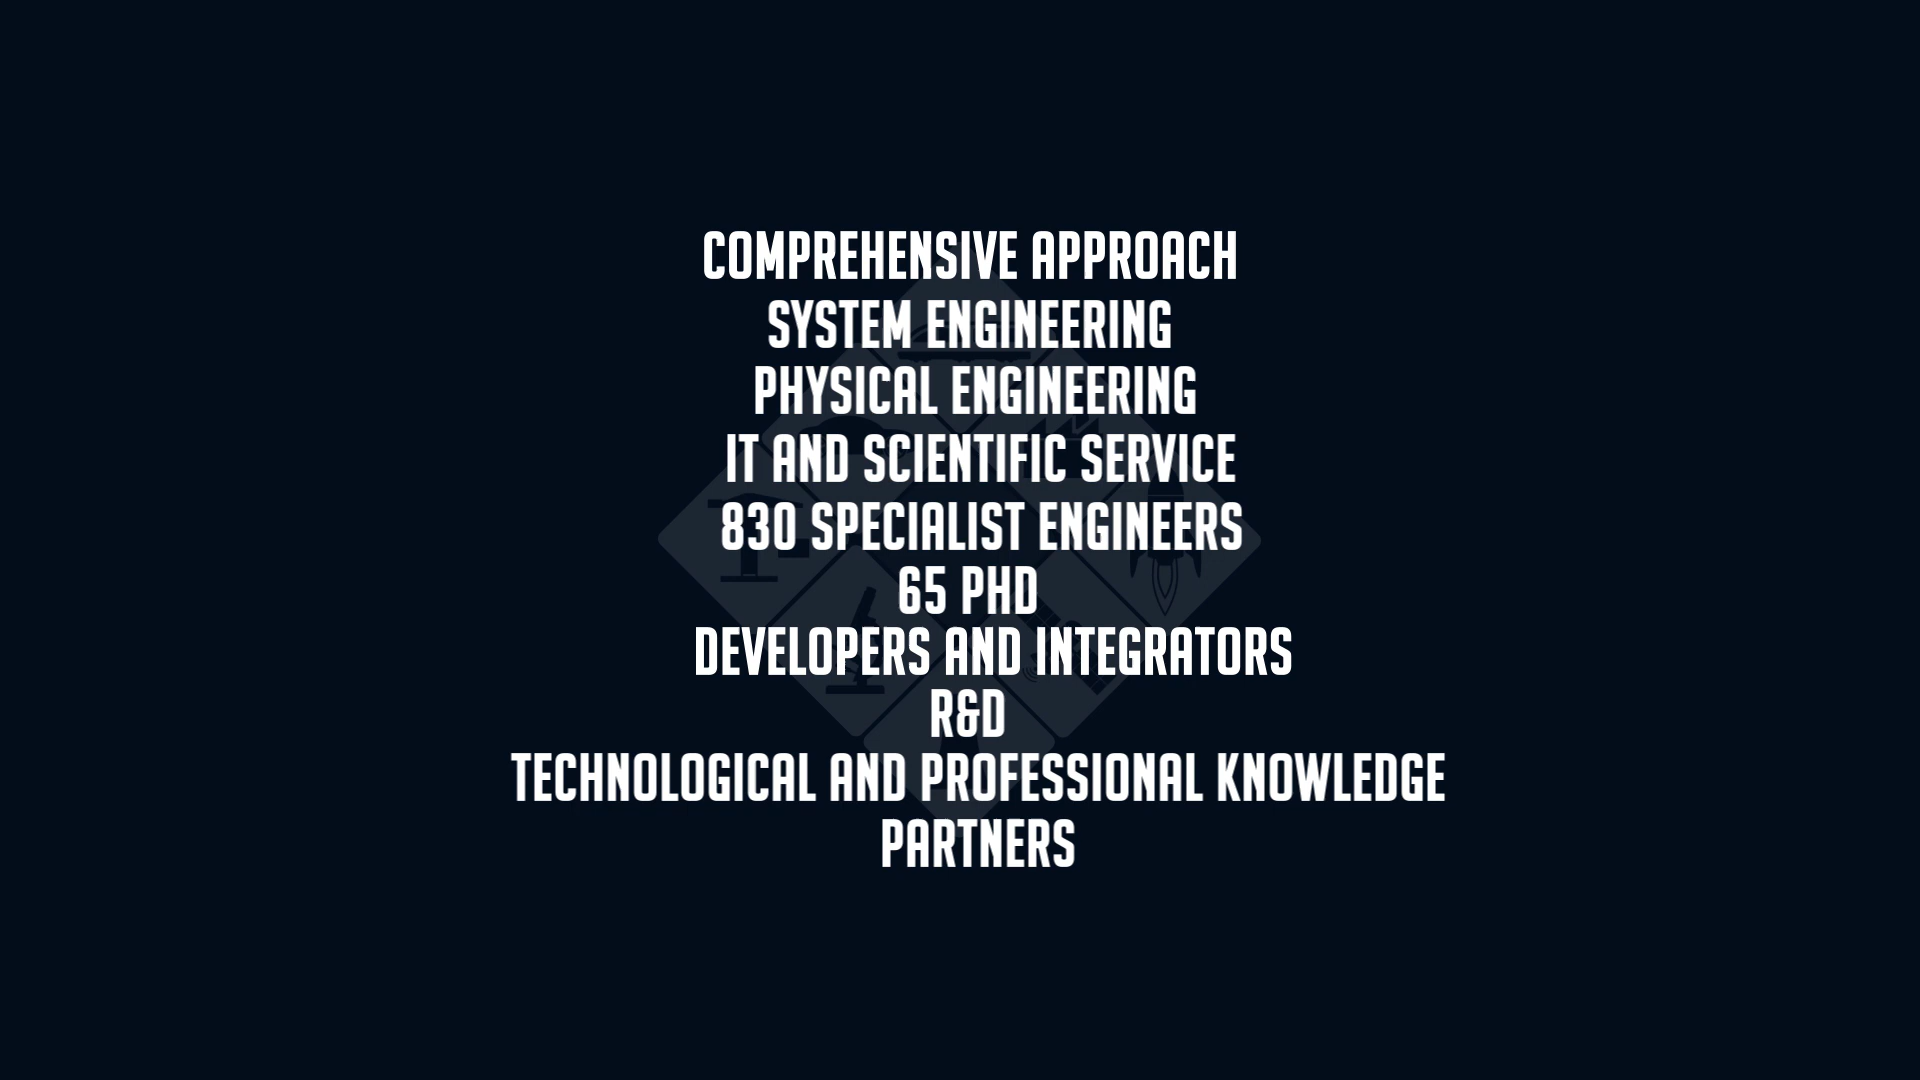 COMPREHENSIVE APPROACH
SYSTEM ENGINEERING
PHYSICAL ENGINEERING
IT AND SCIENTIFIC SERVICE
830 SPECIALIST ENGINEERS
65 PHD
DEVELOPERS AND INTEGRATORS
R&D
TECHNOLOGICAL AND PROFESSIONAL KNOWLEDGE
PARTNERS